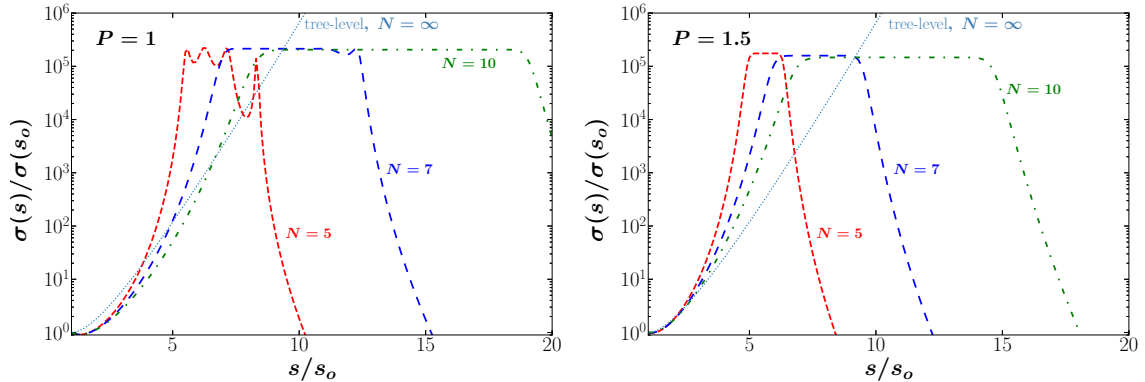 P = 1
tree-level, N = ∞
N = 10
N = 7
N = 5
10^0
10^1
10^2
10^3
10^4
10^5
10^6
5
10
15
20
s/s_o
σ(s)/σ(s_o)
P = 1.5
tree-level, N = ∞
N = 10
N = 7
N = 5
10^0
10^1
10^2
10^3
10^4
10^5
10^6
5
10
15
20
s/s_o
σ(s)/σ(s_o)